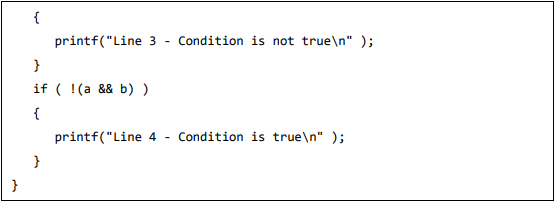 {
      printf("Line 3 - Condition is not true\n" );
   }
   if ( !(a && b) )
   {
      printf("Line 4 - Condition is true\n" );
   }
}